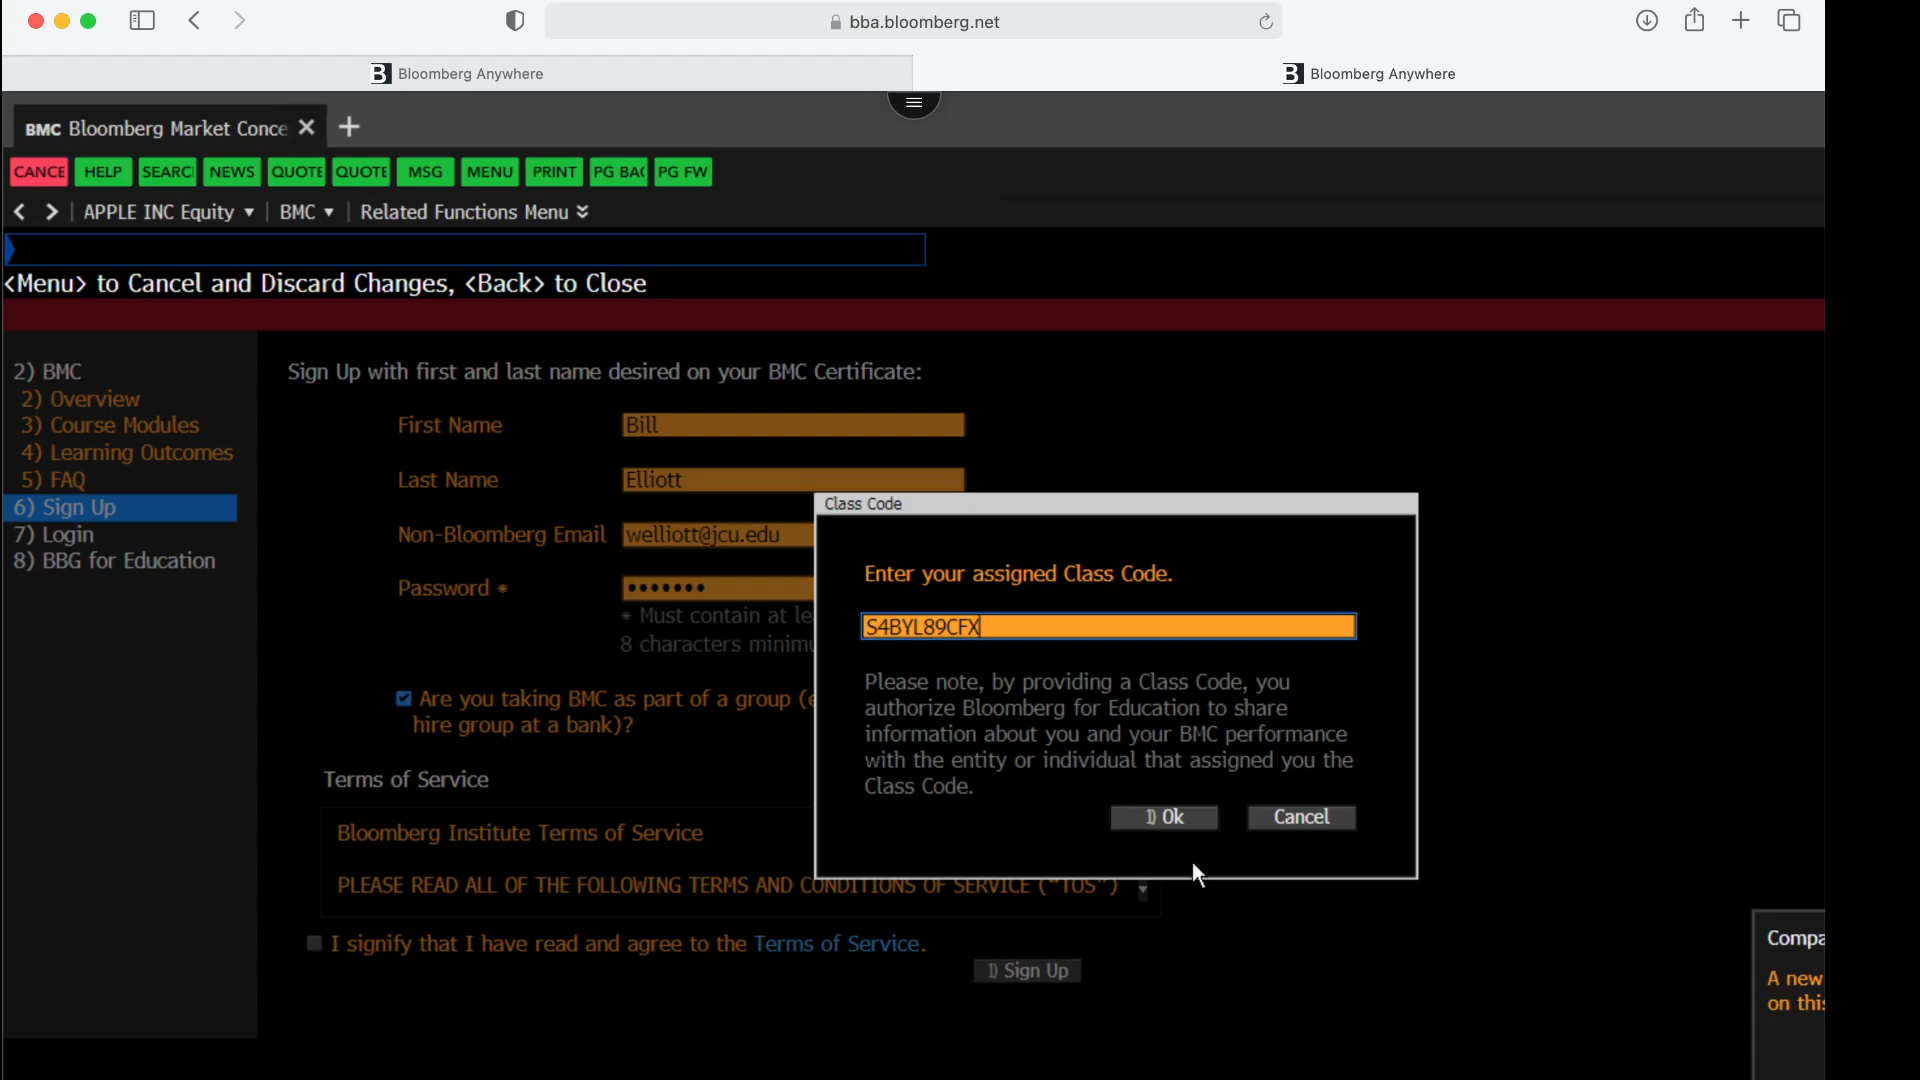 bba.bloomberg.net
B Bloomberg Anywhere
B Bloomberg Anywhere
BMC Bloomberg Market Conce
CANCE HELP SEARC NEWS QUOTE QUOTE MSG MENU PRINT PG BAC PG FW
APPLE INC Equity BMC Related Functions Menu
<Menu> to Cancel and Discard Changes, <Back> to Close
2) BMC
2) Overview
3) Course Modules
4) Learning Outcomes
5) FAQ
6) Sign Up
7) Login
8) BBG for Education
Sign Up with first and last name desired on your BMC Certificate:
First Name Bill
Last Name Elliott
Non-Bloomberg Email welliott@jcu.edu
Password * •••••••
* Must contain at le
8 characters minimu
Are you taking BMC as part of a group (e
hire group at a bank)?
Terms of Service
Bloomberg Institute Terms of Service
PLEASE READ ALL OF THE FOLLOWING TERMS AND CONDITIONS OF SERVICE ("TOS")
I signify that I have read and agree to the Terms of Service.
1) Sign Up
Class Code
Enter your assigned Class Code.
S4BYL89CFX
Please note, by providing a Class Code, you
authorize Bloomberg for Education to share
information about you and your BMC performance
with the entity or individual that assigned you the
Class Code.
1) Ok Cancel
Compa
A new
on this